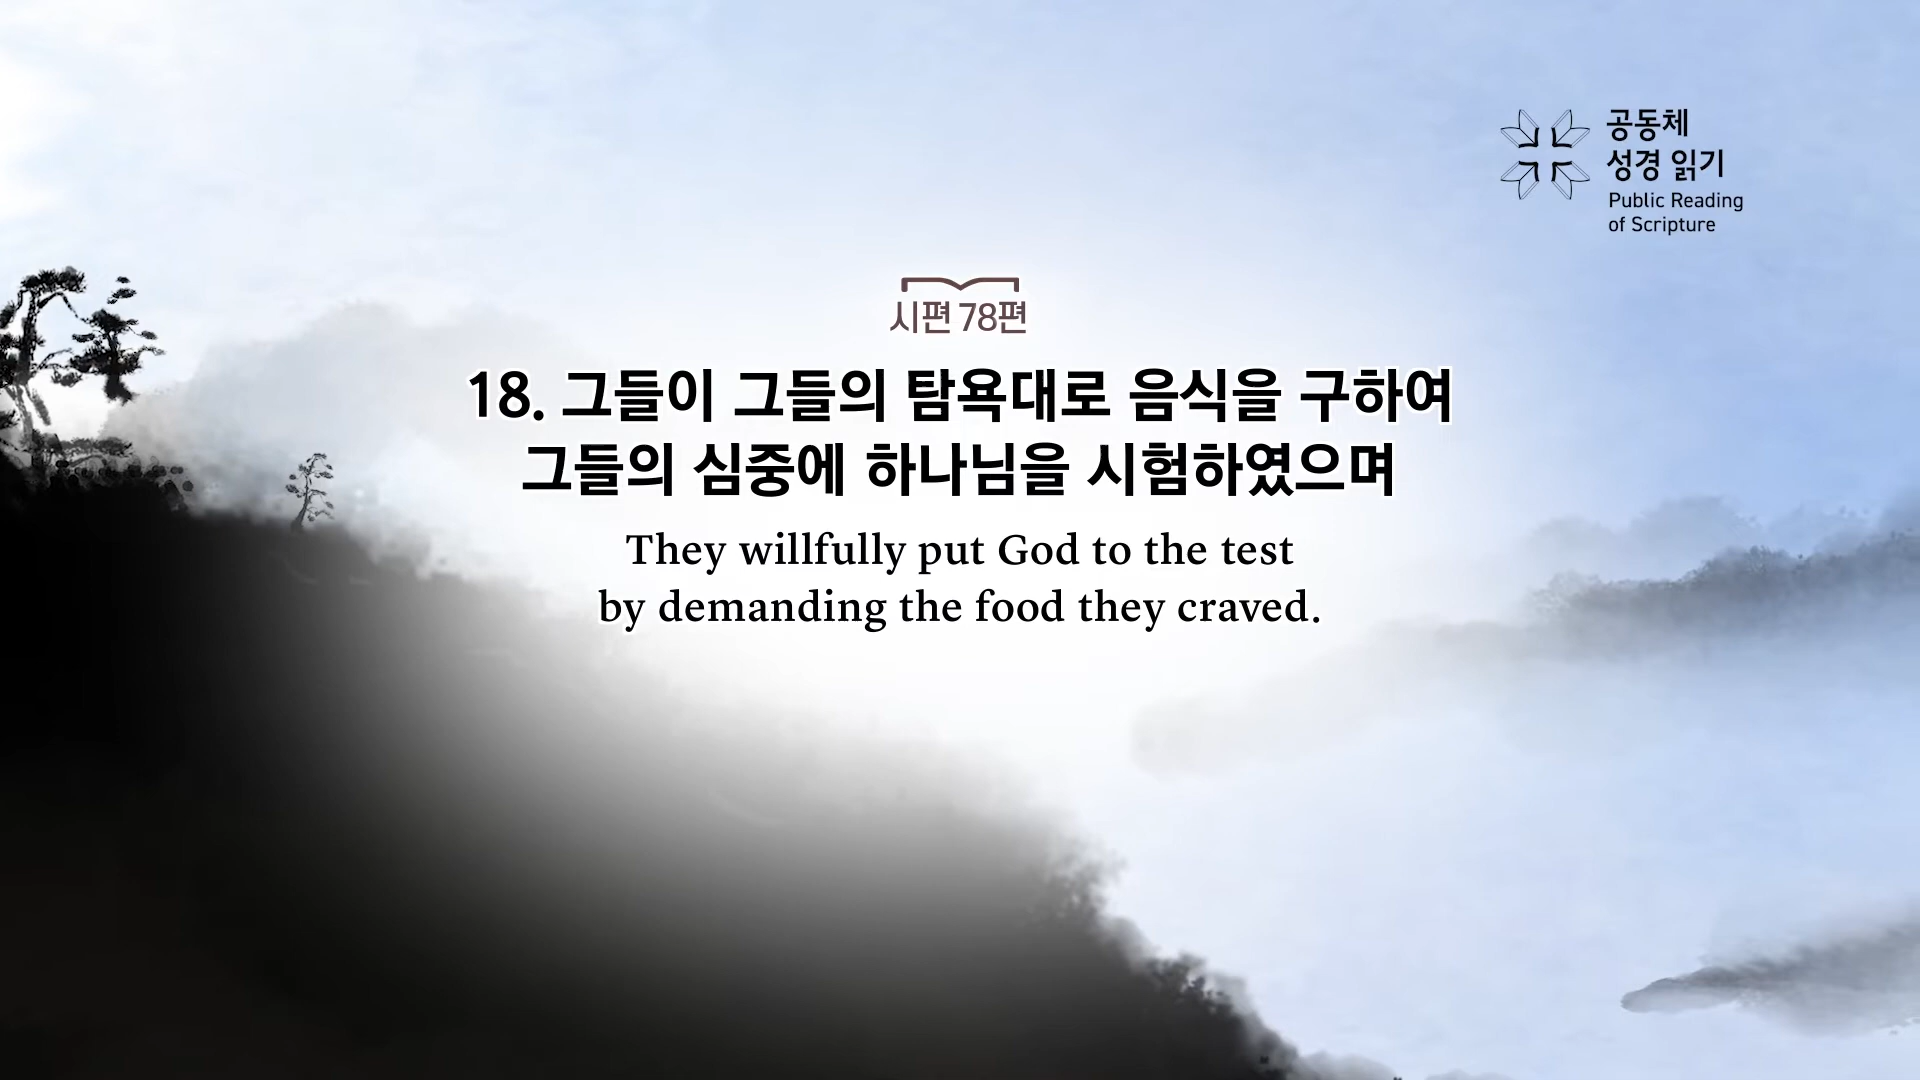 공동체
성경 읽기
Public Reading
of Scripture
시편 78편
18. 그들이 그들의 탐욕대로 음식을 구하여
그들의 심중에 하나님을 시험하였으며
They willfully put God to the test
by demanding the food they craved.